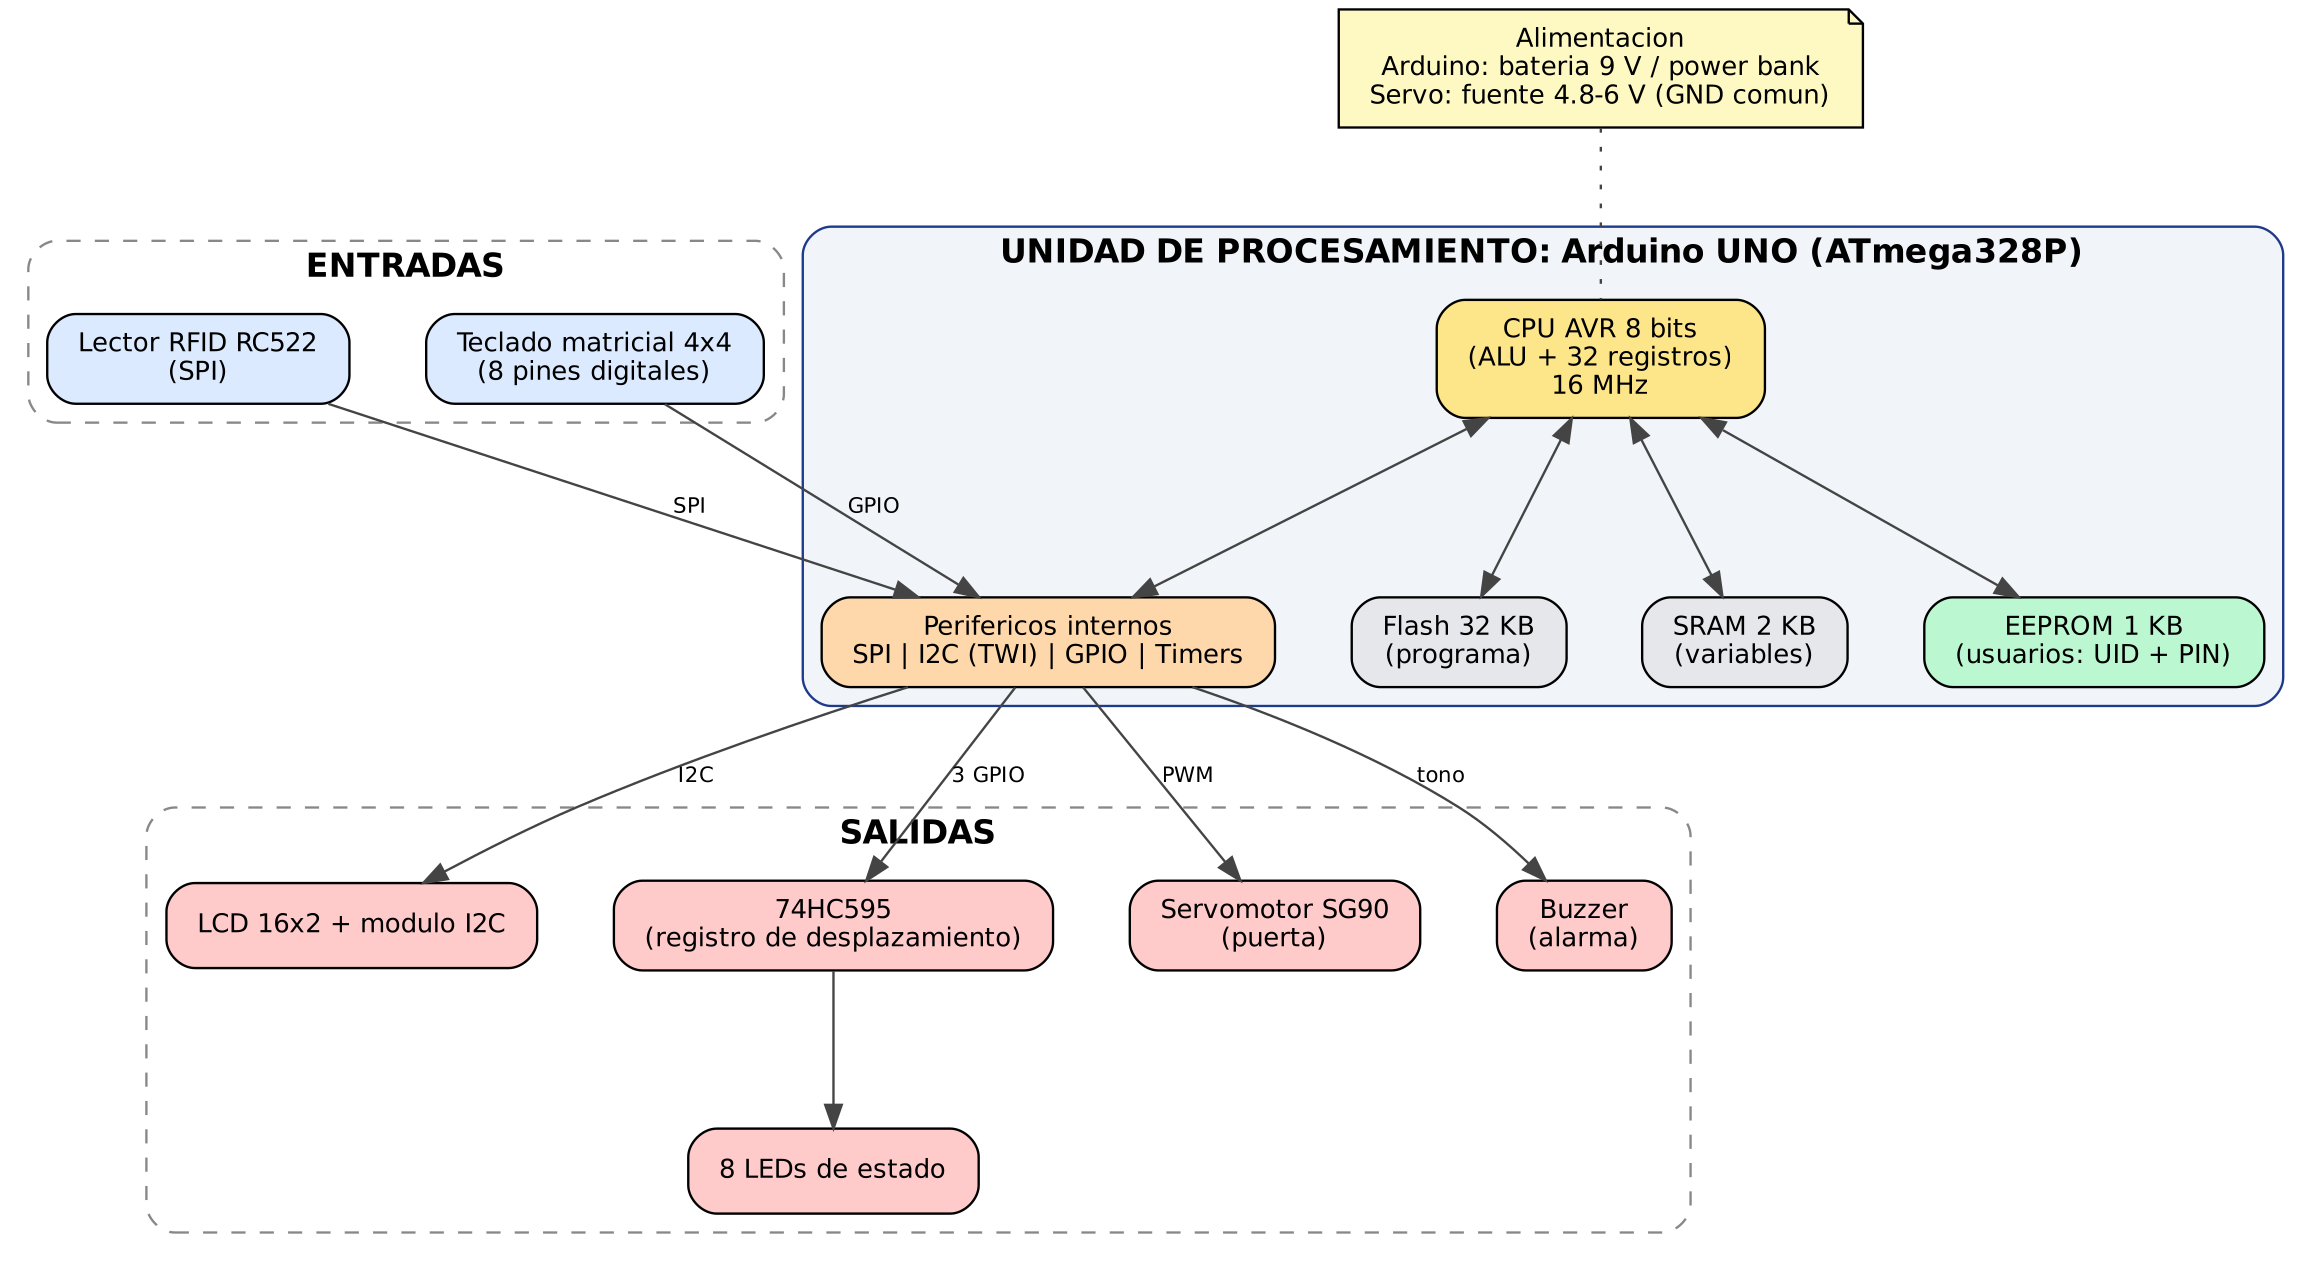 Alimentacion
Arduino: bateria 9 V / power bank
Servo: fuente 4.8-6 V (GND comun)
ENTRADAS
Lector RFID RC522
(SPI)
Teclado matricial 4x4
(8 pines digitales)
UNIDAD DE PROCESAMIENTO: Arduino UNO (ATmega328P)
CPU AVR 8 bits
(ALU + 32 registros)
16 MHz
SPI
GPIO
Perifericos internos
SPI | I2C (TWI) | GPIO | Timers
Flash 32 KB
(programa)
SRAM 2 KB
(variables)
EEPROM 1 KB
(usuarios: UID + PIN)
I2C
3 GPIO
PWM
tono
SALIDAS
LCD 16x2 + modulo I2C
74HC595
(registro de desplazamiento)
Servomotor SG90
(puerta)
Buzzer
(alarma)
8 LEDs de estado